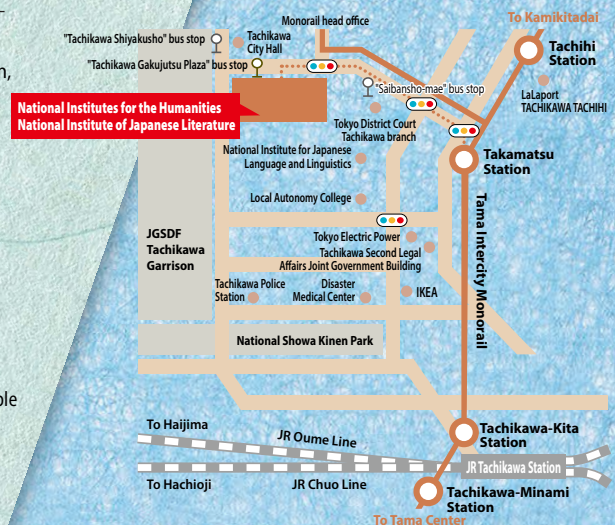 To Kamikitadai
Monorail head office
"Tachikawa Shiyakusho" bus stop
Tachikawa
City Hall
Tachihi
Station
"Tachikawa Gakujutsu Plaza" bus stop
"Saibansho-mae" bus stop
LaLaport
TACHIKAWA TACHIHI
National Institutes for the Humanities
National Institute of Japanese Literature
Tokyo District Court
Tachikawa branch
National Institute for Japanese
Language and Linguistics
Takamatsu
Station
Local Autonomy College
Tama Intercity Monorail
JGSDF
Tachikawa
Garrison
Tokyo Electric Power
Tachikawa Second Legal
Affairs Joint Government Building
Tachikawa Police
Station
Disaster
Medical Center
IKEA
National Showa Kinen Park
To Haijima
JR Oume Line
Tachikawa-Kita
Station
JR Tachikawa Station
To Hachioji
JR Chuo Line
Tachikawa-Minami
Station
To Tama Center